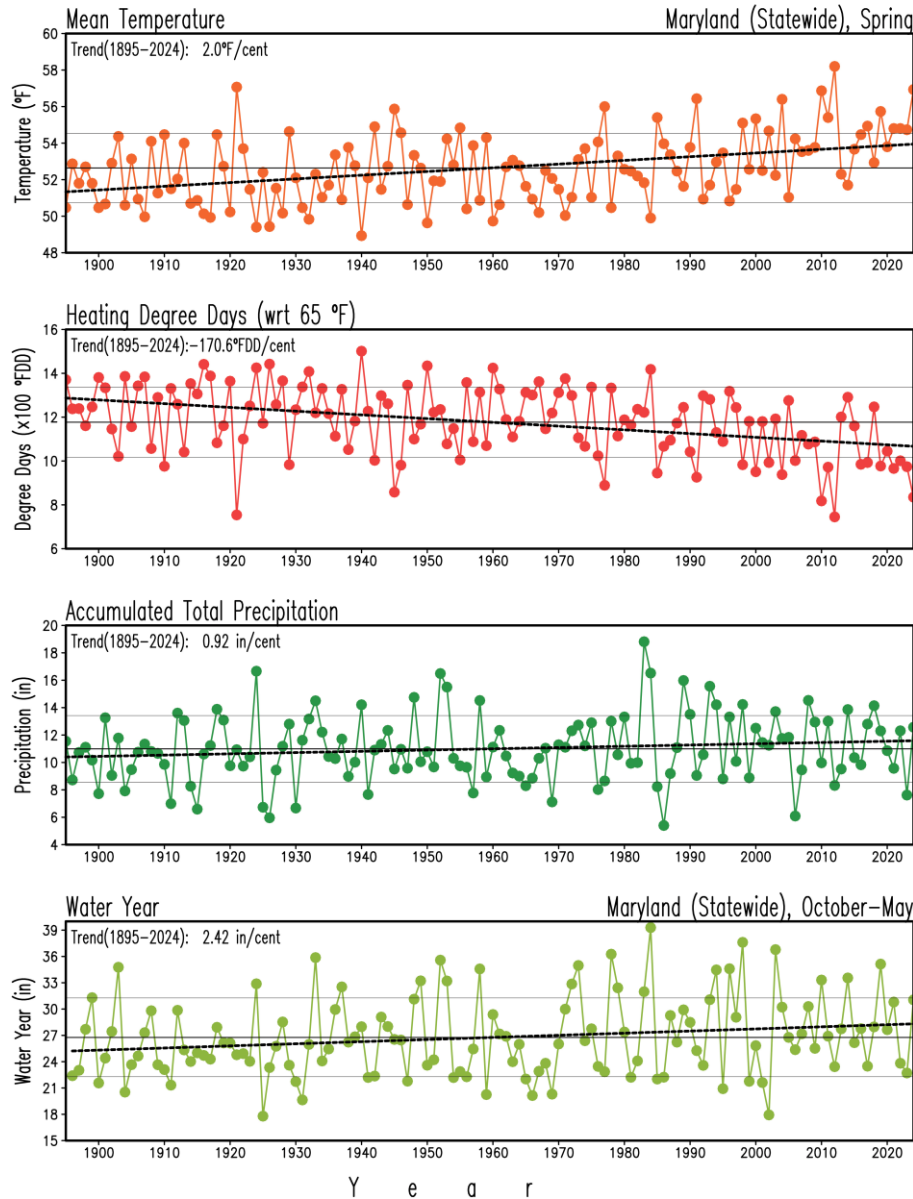 Mean Temperature Maryland (Statewide), Spring
Trend(1895-2024): 2.0°F/cent
Temperature (°F)
60
58
56
54
52
50
48
1900 1910 1920 1930 1940 1950 1960 1970 1980 1990 2000 2010 2020
Heating Degree Days (wrt 65 °F)
Trend(1895-2024):-170.6°FDD/cent
Degree Days (x100 °FDD)
16
14
12
10
8
6
1900 1910 1920 1930 1940 1950 1960 1970 1980 1990 2000 2010 2020
Accumulated Total Precipitation
Trend(1895-2024): 0.92 in/cent
Precipitation (in)
20
18
16
14
12
10
8
6
4
1900 1910 1920 1930 1940 1950 1960 1970 1980 1990 2000 2010 2020
Water Year Maryland (Statewide), October-May
Trend(1895-2024): 2.42 in/cent
Water Year (in)
39
36
33
30
27
24
21
18
15
1900 1910 1920 1930 1940 1950 1960 1970 1980 1990 2000 2010 2020
Y e a r